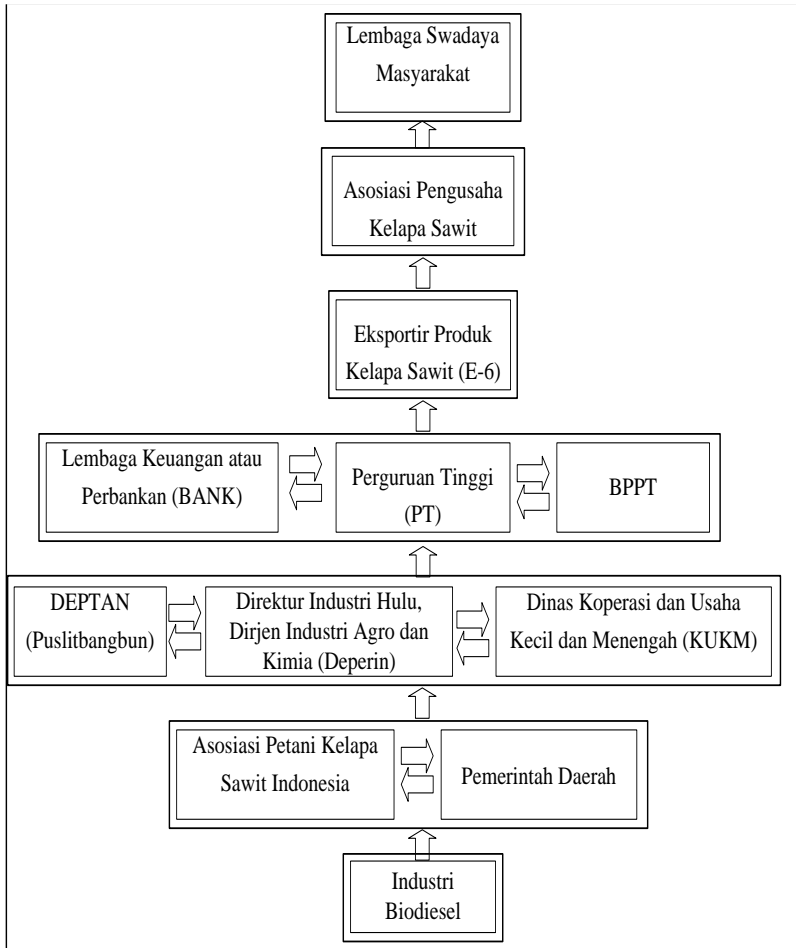 Lembaga Swadaya
Masyarakat
Asosiasi Pengusaha
Kelapa Sawit
Eksportir Produk
Kelapa Sawit (E-6)
Lembaga Keuangan atau
Perbankan (BANK)
Perguruan Tinggi
(PT)
BPPT
DEPTAN
(Puslitbangbun)
Direktur Industri Hulu,
Dirjen Industri Agro dan
Kimia (Deperin)
Dinas Koperasi dan Usaha
Kecil dan Menengah (KUKM)
Asosiasi Petani Kelapa
Sawit Indonesia
Pemerintah Daerah
Industri
Biodiesel